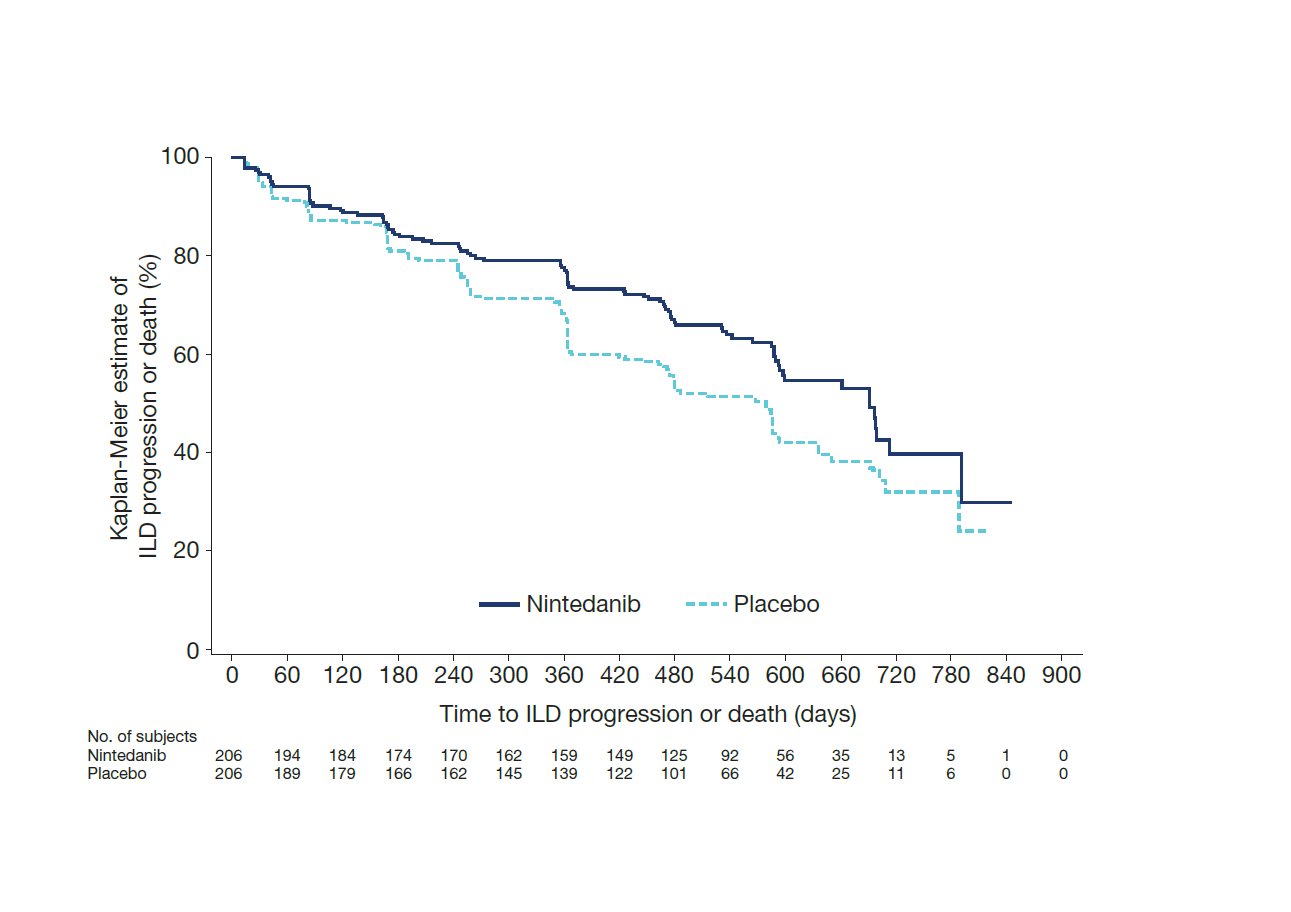 Kaplan-Meier estimate of
ILD progression or death (%)
100
80
60
40
20
0
Nintedanib
Placebo
0 60 120 180 240 300 360 420 480 540 600 660 720 780 840 900
Time to ILD progression or death (days)
No. of subjects
Nintedanib 206 194 184 174 170 162 159 149 125 92 56 35 13 5 1 0
Placebo 206 189 179 166 162 145 139 122 101 66 42 25 11 6 0 0